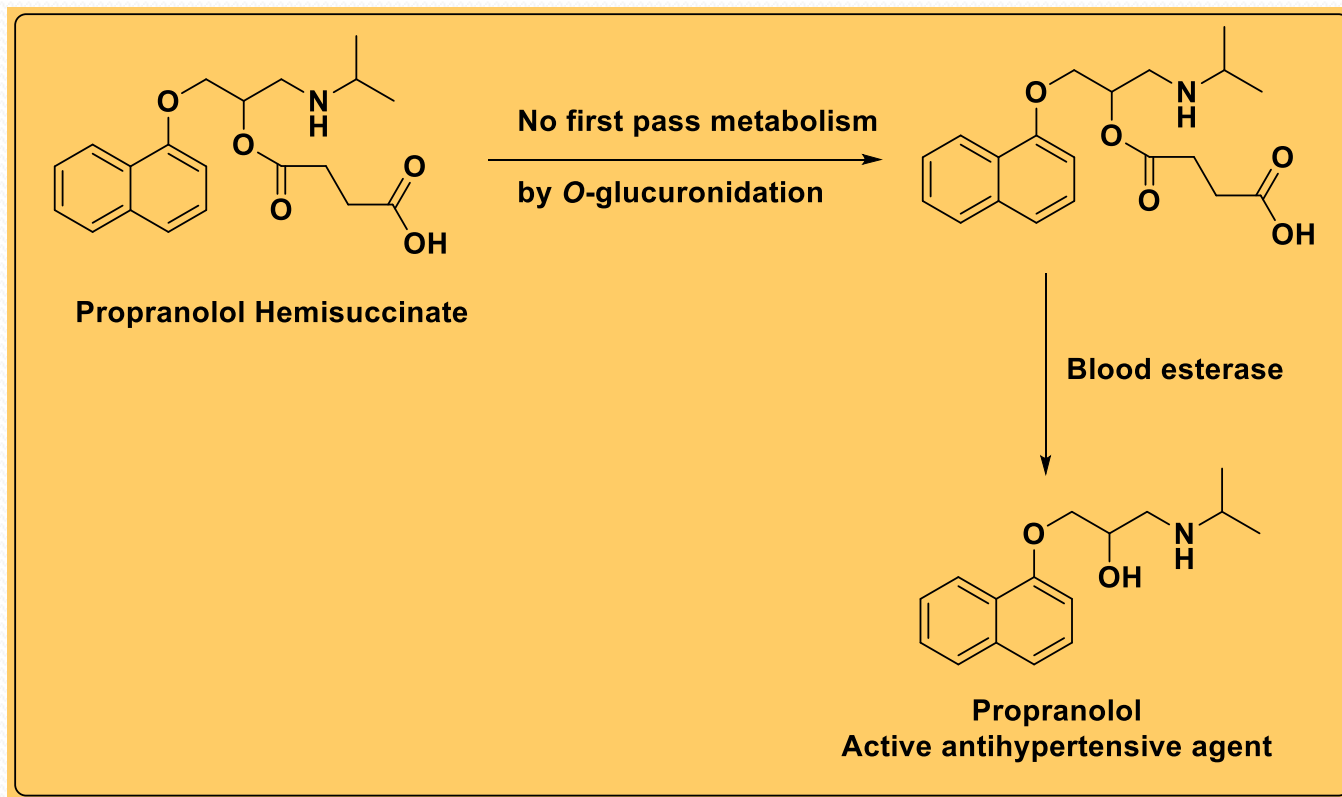 O
N
H
O
O
O
OH
Propranolol Hemisuccinate
No first pass metabolism
by O-glucuronidation
O
N
H
O
O
O
OH
Blood esterase
O
N
H
OH
Propranolol
Active antihypertensive agent